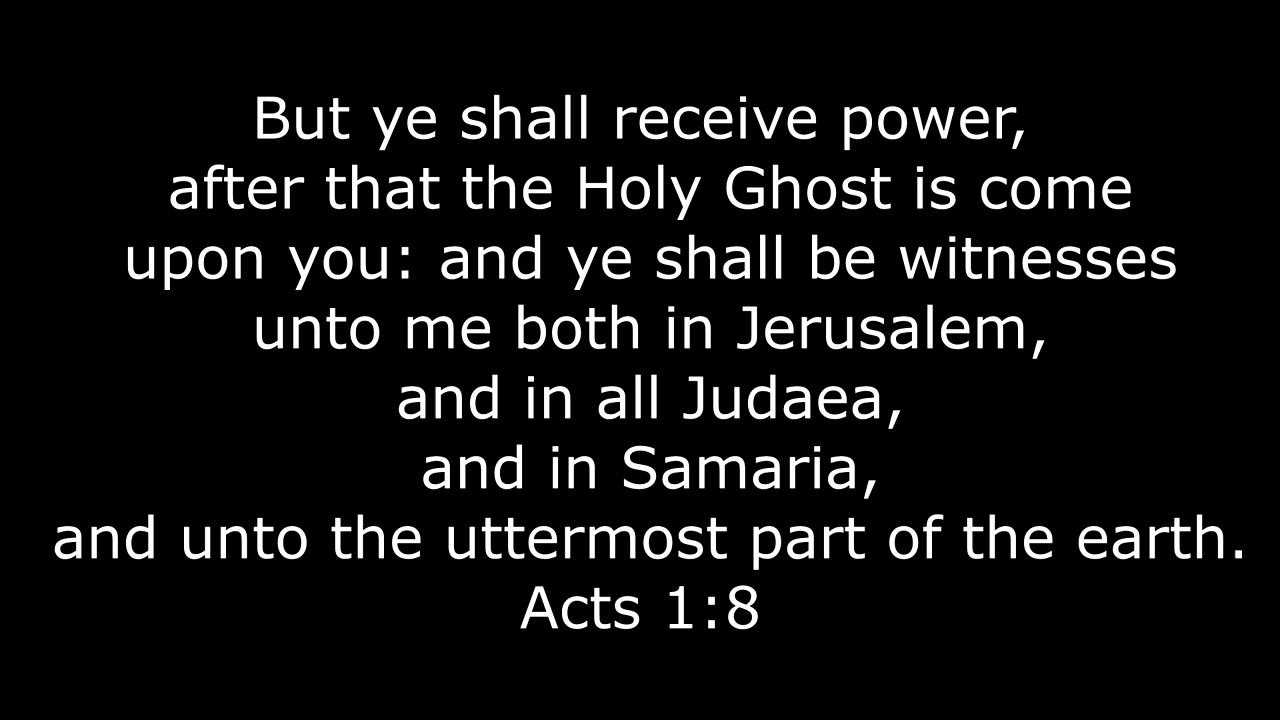 But ye shall receive power,
after that the Holy Ghost is come
upon you: and ye shall be witnesses
unto me both in Jerusalem,
and in all Judaea,
and in Samaria,
and unto the uttermost part of the earth.
Acts 1:8